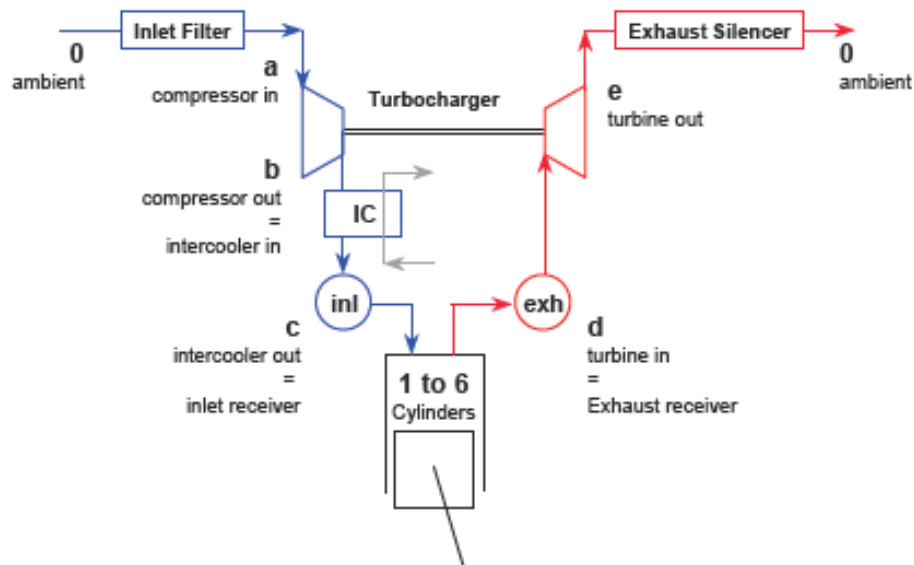 Inlet Filter
Exhaust Silencer
0
ambient
a
compressor in
Turbocharger
e
turbine out
0
ambient
b
compressor out
=
intercooler in
IC
inl
exh
c
intercooler out
=
inlet receiver
1 to 6
Cylinders
d
turbine in
=
Exhaust receiver